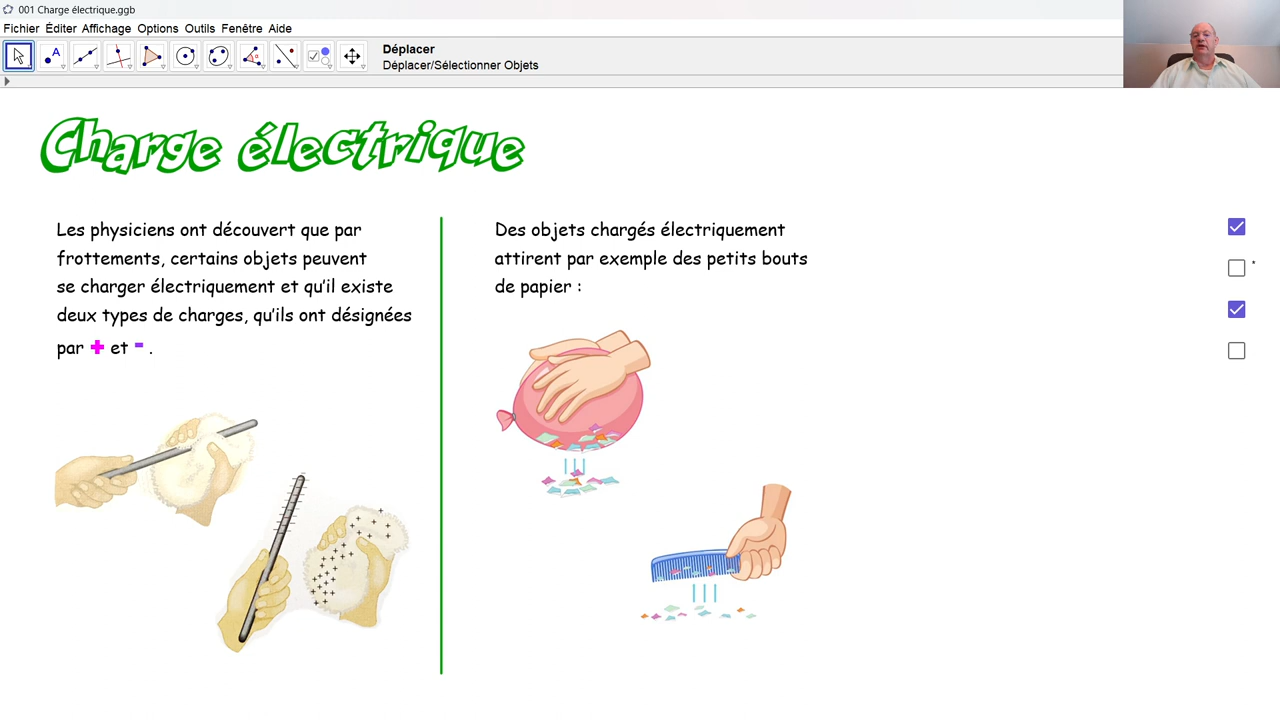 001 Charge électrique.ggb
Fichier Éditer Affichage Options Outils Fenêtre Aide
A
Déplacer
Déplacer/Sélectionner Objets
Charge électrique
Les physiciens ont découvert que par
frottements, certains objets peuvent
se charger électriquement et qu’il existe
deux types de charges, qu’ils ont désignées
par + et - .
Des objets chargés électriquement
attirent par exemple des petits bouts
de papier :
*